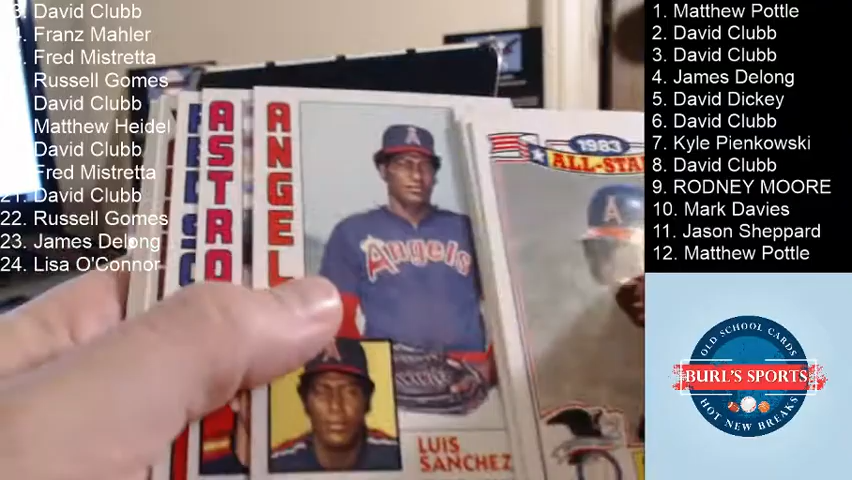 David Clubb
Franz Mahler
Fred Mistretta
Russell Gomes
David Clubb
Matthew Heidel
David Clubb
Fred Mistretta
21. David Clubb
22. Russell Gomes
23. James Delong
24. Lisa O'Connor
1. Matthew Pottle
2. David Clubb
3. David Clubb
4. James Delong
5. David Dickey
6. David Clubb
7. Kyle Pienkowski
8. David Clubb
9. RODNEY MOORE
10. Mark Davies
11. Jason Sheppard
12. Matthew Pottle
ASTRO
ANGEL
A
Angels
LUIS
SANCHEZ
1983
ALL-STA
A
OLD SCHOOL CARDS
BURL'S SPORTS
HOT NEW BREAKS